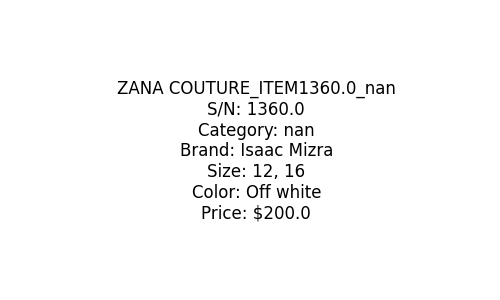 ZANA COUTURE_ITEM1360.0_nan
S/N: 1360.0
Category: nan
Brand: Isaac Mizra
Size: 12, 16
Color: Off white
Price: $200.0